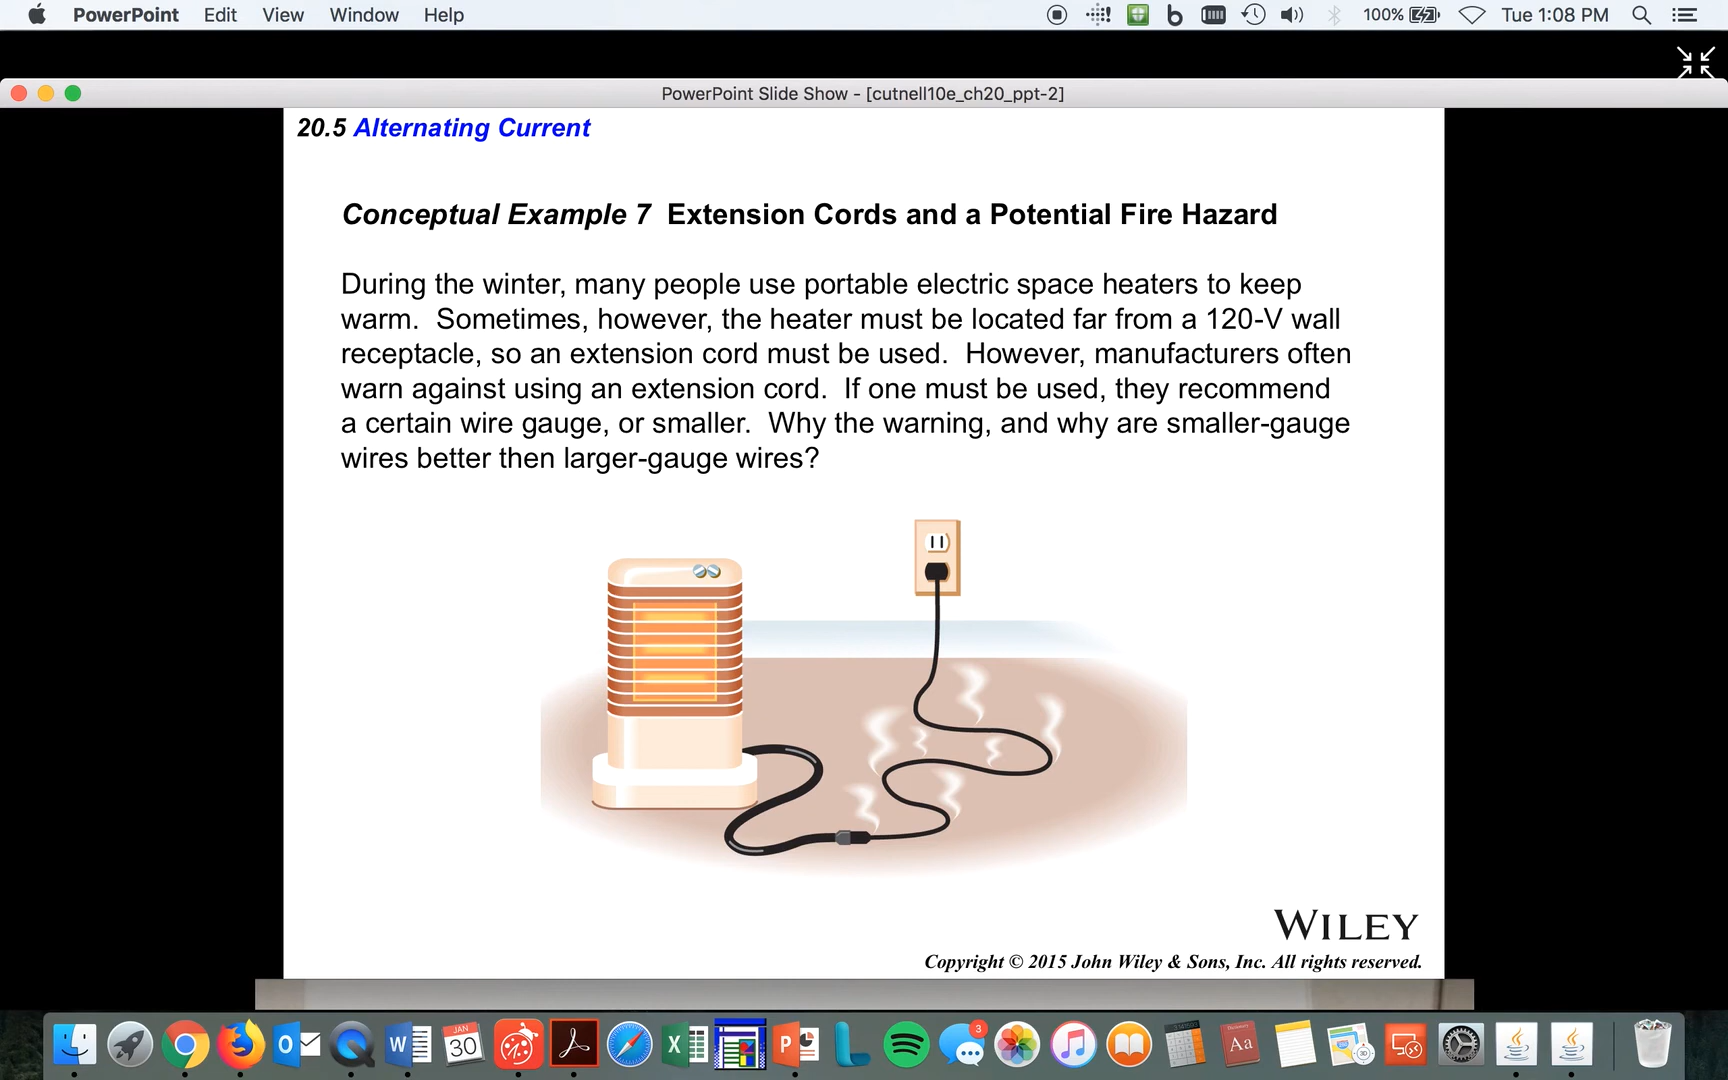 PowerPoint Edit View Window Help 100% Tue 1:08 PM
PowerPoint Slide Show - [cutnell10e_ch20_ppt-2]
20.5 Alternating Current
Conceptual Example 7 Extension Cords and a Potential Fire Hazard
During the winter, many people use portable electric space heaters to keep
warm. Sometimes, however, the heater must be located far from a 120-V wall
receptacle, so an extension cord must be used. However, manufacturers often
warn against using an extension cord. If one must be used, they recommend
a certain wire gauge, or smaller. Why the warning, and why are smaller-gauge
wires better then larger-gauge wires?
WILEY
Copyright © 2015 John Wiley & Sons, Inc. All rights reserved.
JAN
30
3
O
W
X
P
Aa